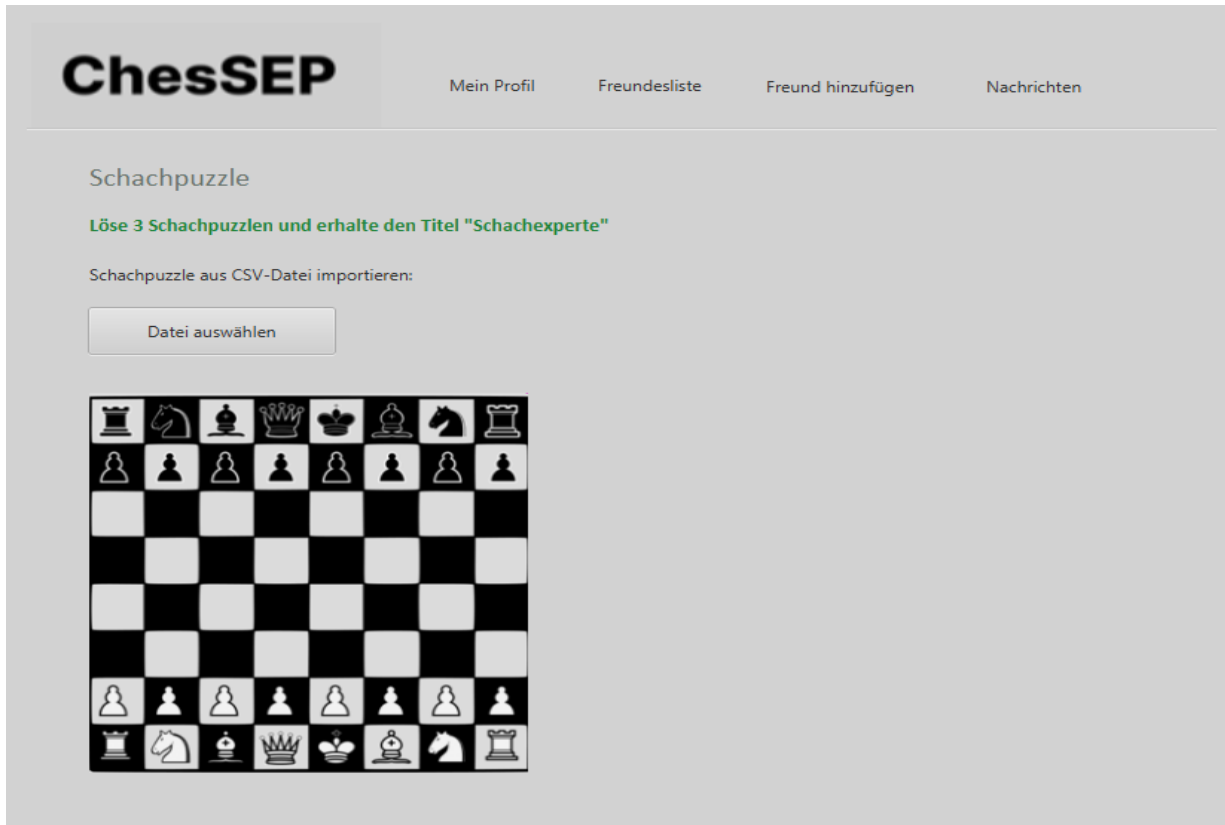 ChesSEP
Mein Profil Freundesliste Freund hinzufügen Nachrichten
Schachpuzzle
Löse 3 Schachpuzzlen und erhalte den Titel "Schachexperte"
Schachpuzzle aus CSV-Datei importieren:
Datei auswählen